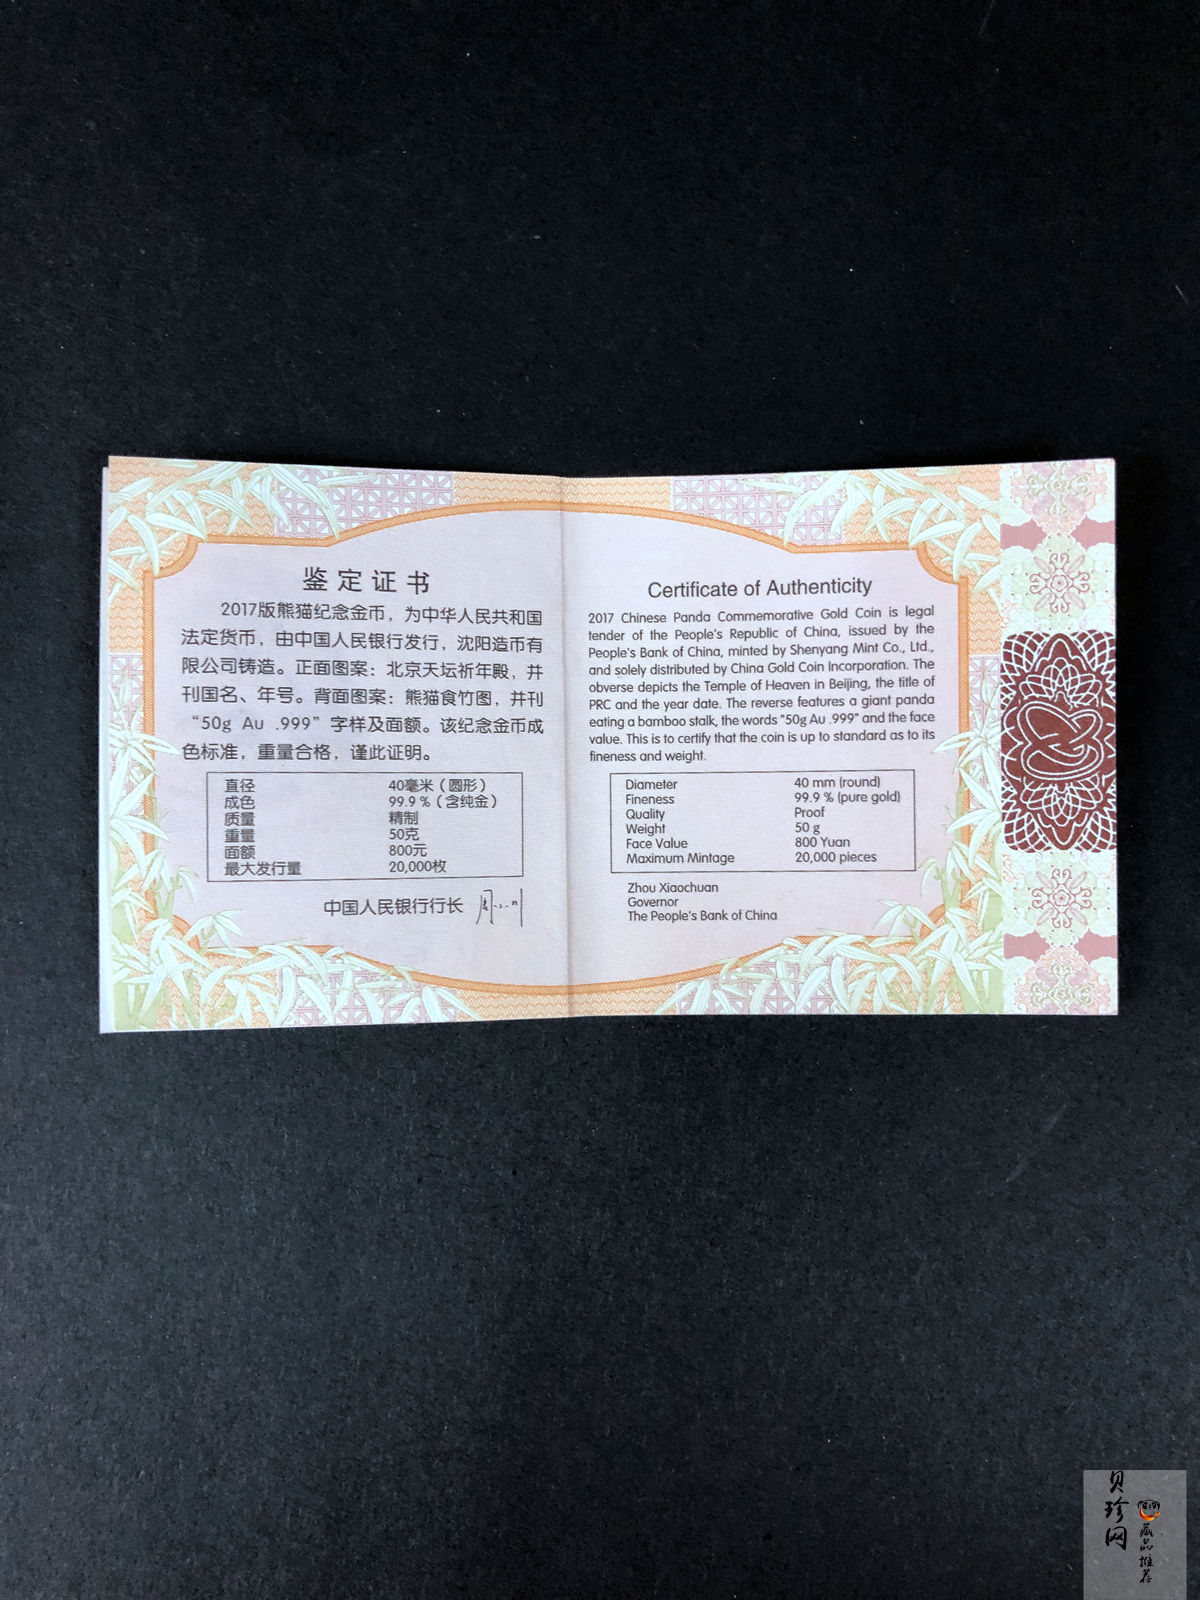 鉴定证书
2017版熊猫纪念金币，为中华人民共和国
法定货币，由中国人民银行发行，沈阳造币有
限公司铸造。正面图案：北京天坛祈年殿，并
刊国名、年号。背面图案：熊猫食竹图，并刊
“50g Au .999”字样及面额。该纪念金币成
色标准，重量合格，谨此证明。
直径 40毫米（圆形）
成色 99.9 %（含纯金）
质量 精制
重量 50克
面额 800元
最大发行量 20,000枚
中国人民银行行长
Certificate of Authenticity
2017 Chinese Panda Commemorative Gold Coin is legal
tender of the People's Republic of China, issued by the
People's Bank of China, minted by Shenyang Mint Co., Ltd.,
and solely distributed by China Gold Coin Incorporation. The
obverse depicts the Temple of Heaven in Beijing, the title of
PRC and the year date. The reverse features a giant panda
eating a bamboo stalk, the words "50g Au .999" and the face
value. This is to certify that the coin is up to standard as to its
fineness and weight.
Diameter 40 mm (round)
Fineness 99.9 % (pure gold)
Quality Proof
Weight 50 g
Face Value 800 Yuan
Maximum Mintage 20,000 pieces
Zhou Xiaochuan
Governor
The People's Bank of China
贝珍网
藏品推荐